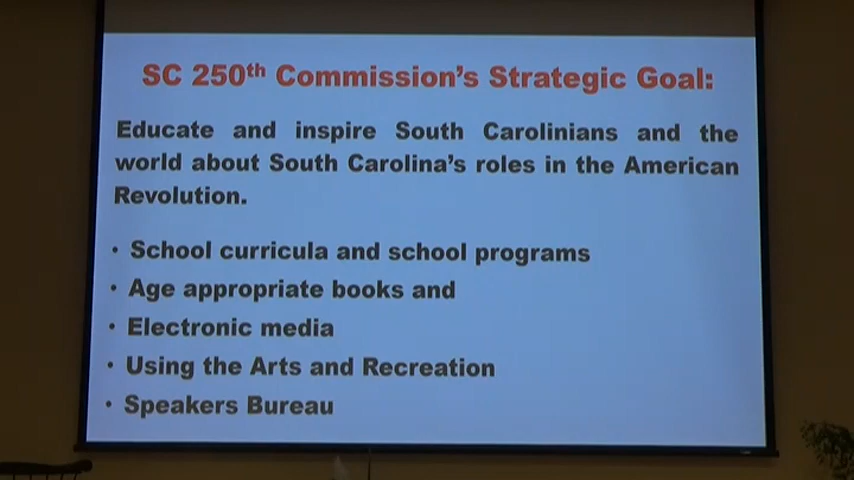 SC 250th Commission's Strategic Goal:
Educate and inspire South Carolinians and the
world about South Carolina's roles in the American
Revolution.
• School curricula and school programs
• Age appropriate books and
• Electronic media
• Using the Arts and Recreation
• Speakers Bureau